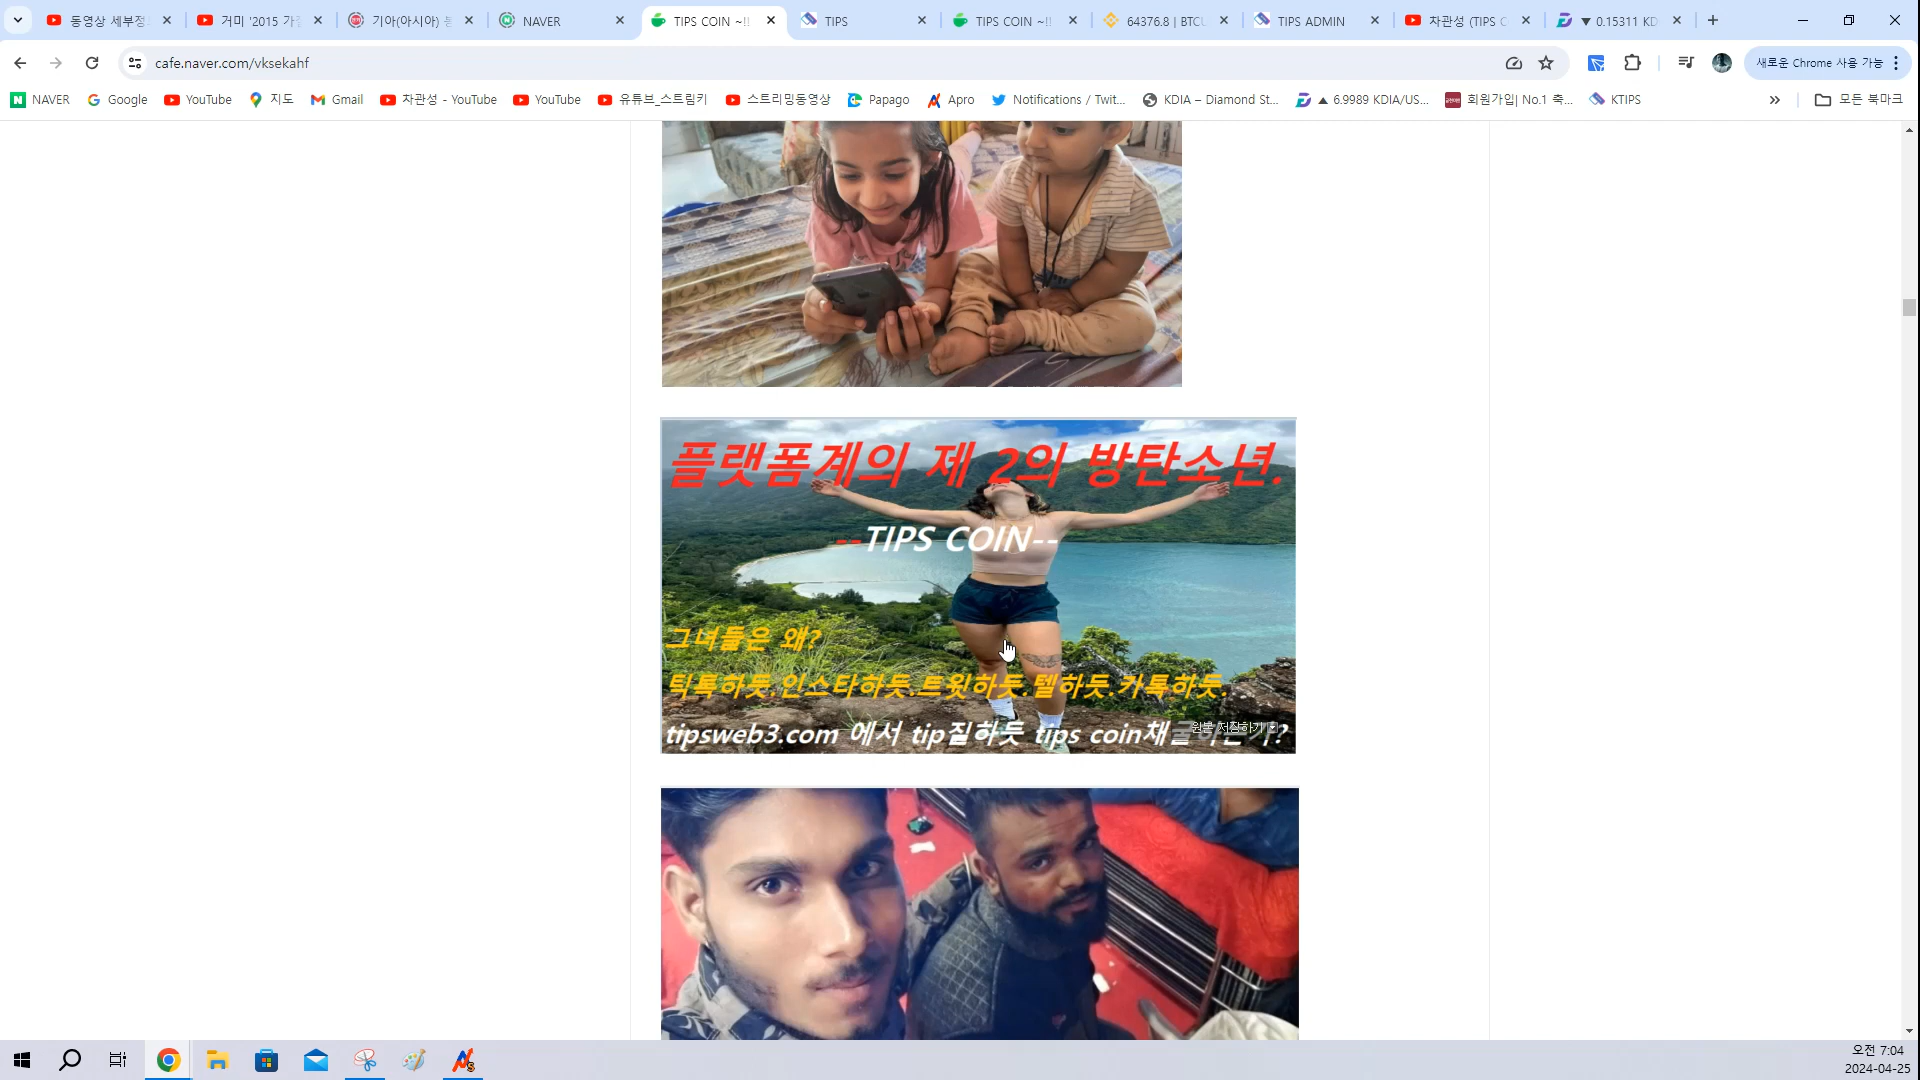 동영상 세부정
거미 '2015 가
기아(아시아)
NAVER
TIPS COIN ~!!
TIPS
TIPS COIN ~!!
64376.8 | BTCU
TIPS ADMIN
차관성 (TIPS C
▼ 0.15311 KD
cafe.naver.com/vksekahf
새로운 Chrome 사용 가능
NAVER
Google
YouTube
지도
Gmail
차관성 - YouTube
YouTube
유튜브_스트림키
스트리밍동영상
Papago
Apro
Notifications / Twit...
KDIA – Diamond St...
▲ 6.9989 KDIA/US...
회원가입| No.1 축...
KTIPS
모든 북마크
플랫폼계의 제 2의 방탄소년.
--TIPS COIN--
그녀들은 왜?
틱톡하듯.인스타하듯.트윗하듯.텔하듯.카톡하듯.
원본 저장하기
tipsweb3.com 에서 tip질하듯 tips coin채굴하는가?
오전 7:04
2024-04-25